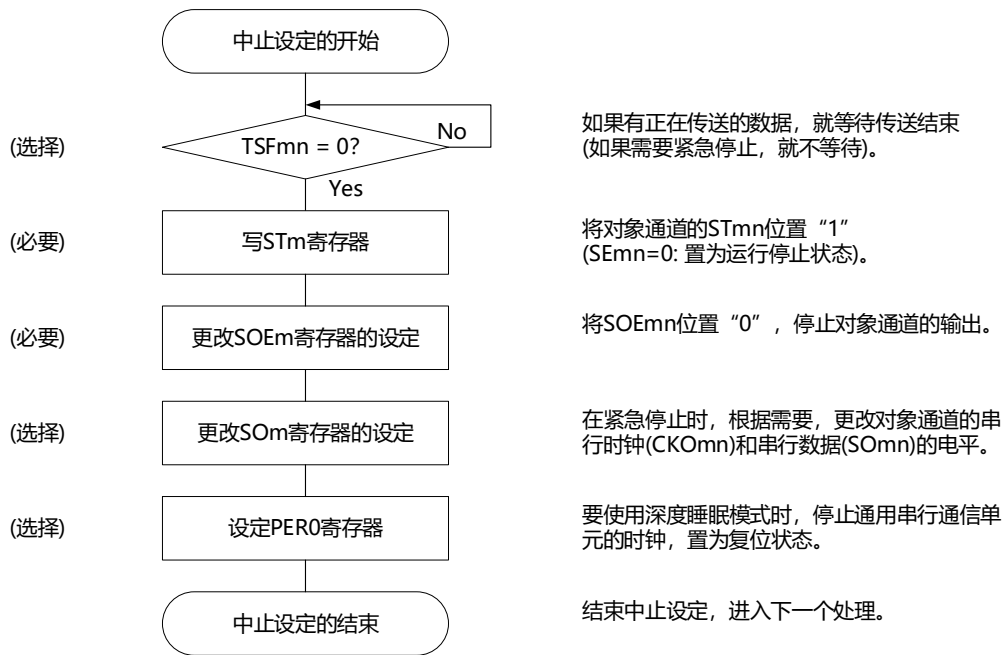 中止设定的开始
(选择)
TSFmn = 0?
No
Yes
如果有正在传送的数据，就等待传送结束
(如果需要紧急停止，就不等待)。
(必要)
写STm寄存器
将对象通道的STmn位置“1”
(SEmn=0: 置为运行停止状态)。
(必要)
更改SOEm寄存器的设定
将SOEmn位置“0”，停止对象通道的输出。
(选择)
更改SOm寄存器的设定
在紧急停止时，根据需要，更改对象通道的串
行时钟(CKOmn)和串行数据(SOmn)的电平。
(选择)
设定PER0寄存器
要使用深度睡眠模式时，停止通用串行通信单
元的时钟，置为复位状态。
中止设定的结束
结束中止设定，进入下一个处理。